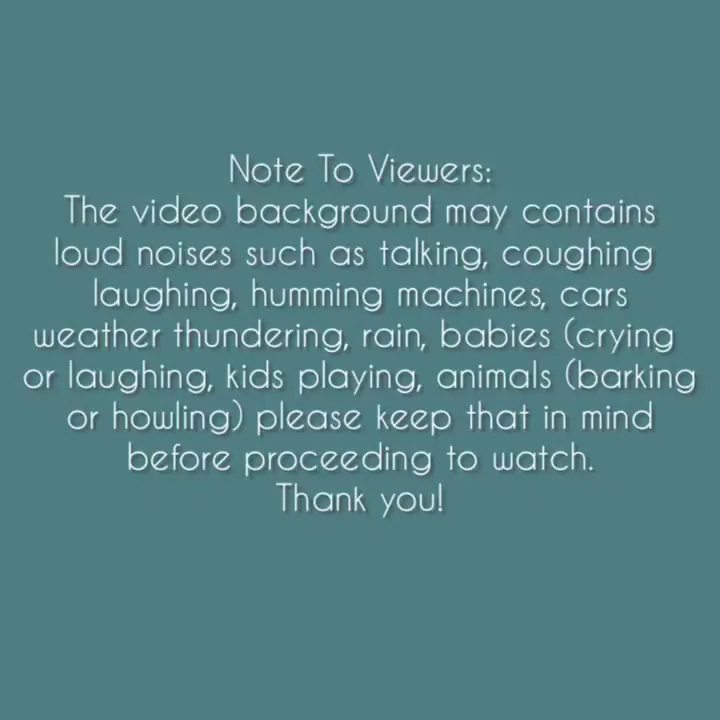 Note To Viewers:
The video background may contains
loud noises such as talking, coughing
laughing, humming machines, cars
weather thundering, rain, babies (crying
or laughing, kids playing, animals (barking
or howling) please keep that in mind
before proceeding to watch.
Thank you!